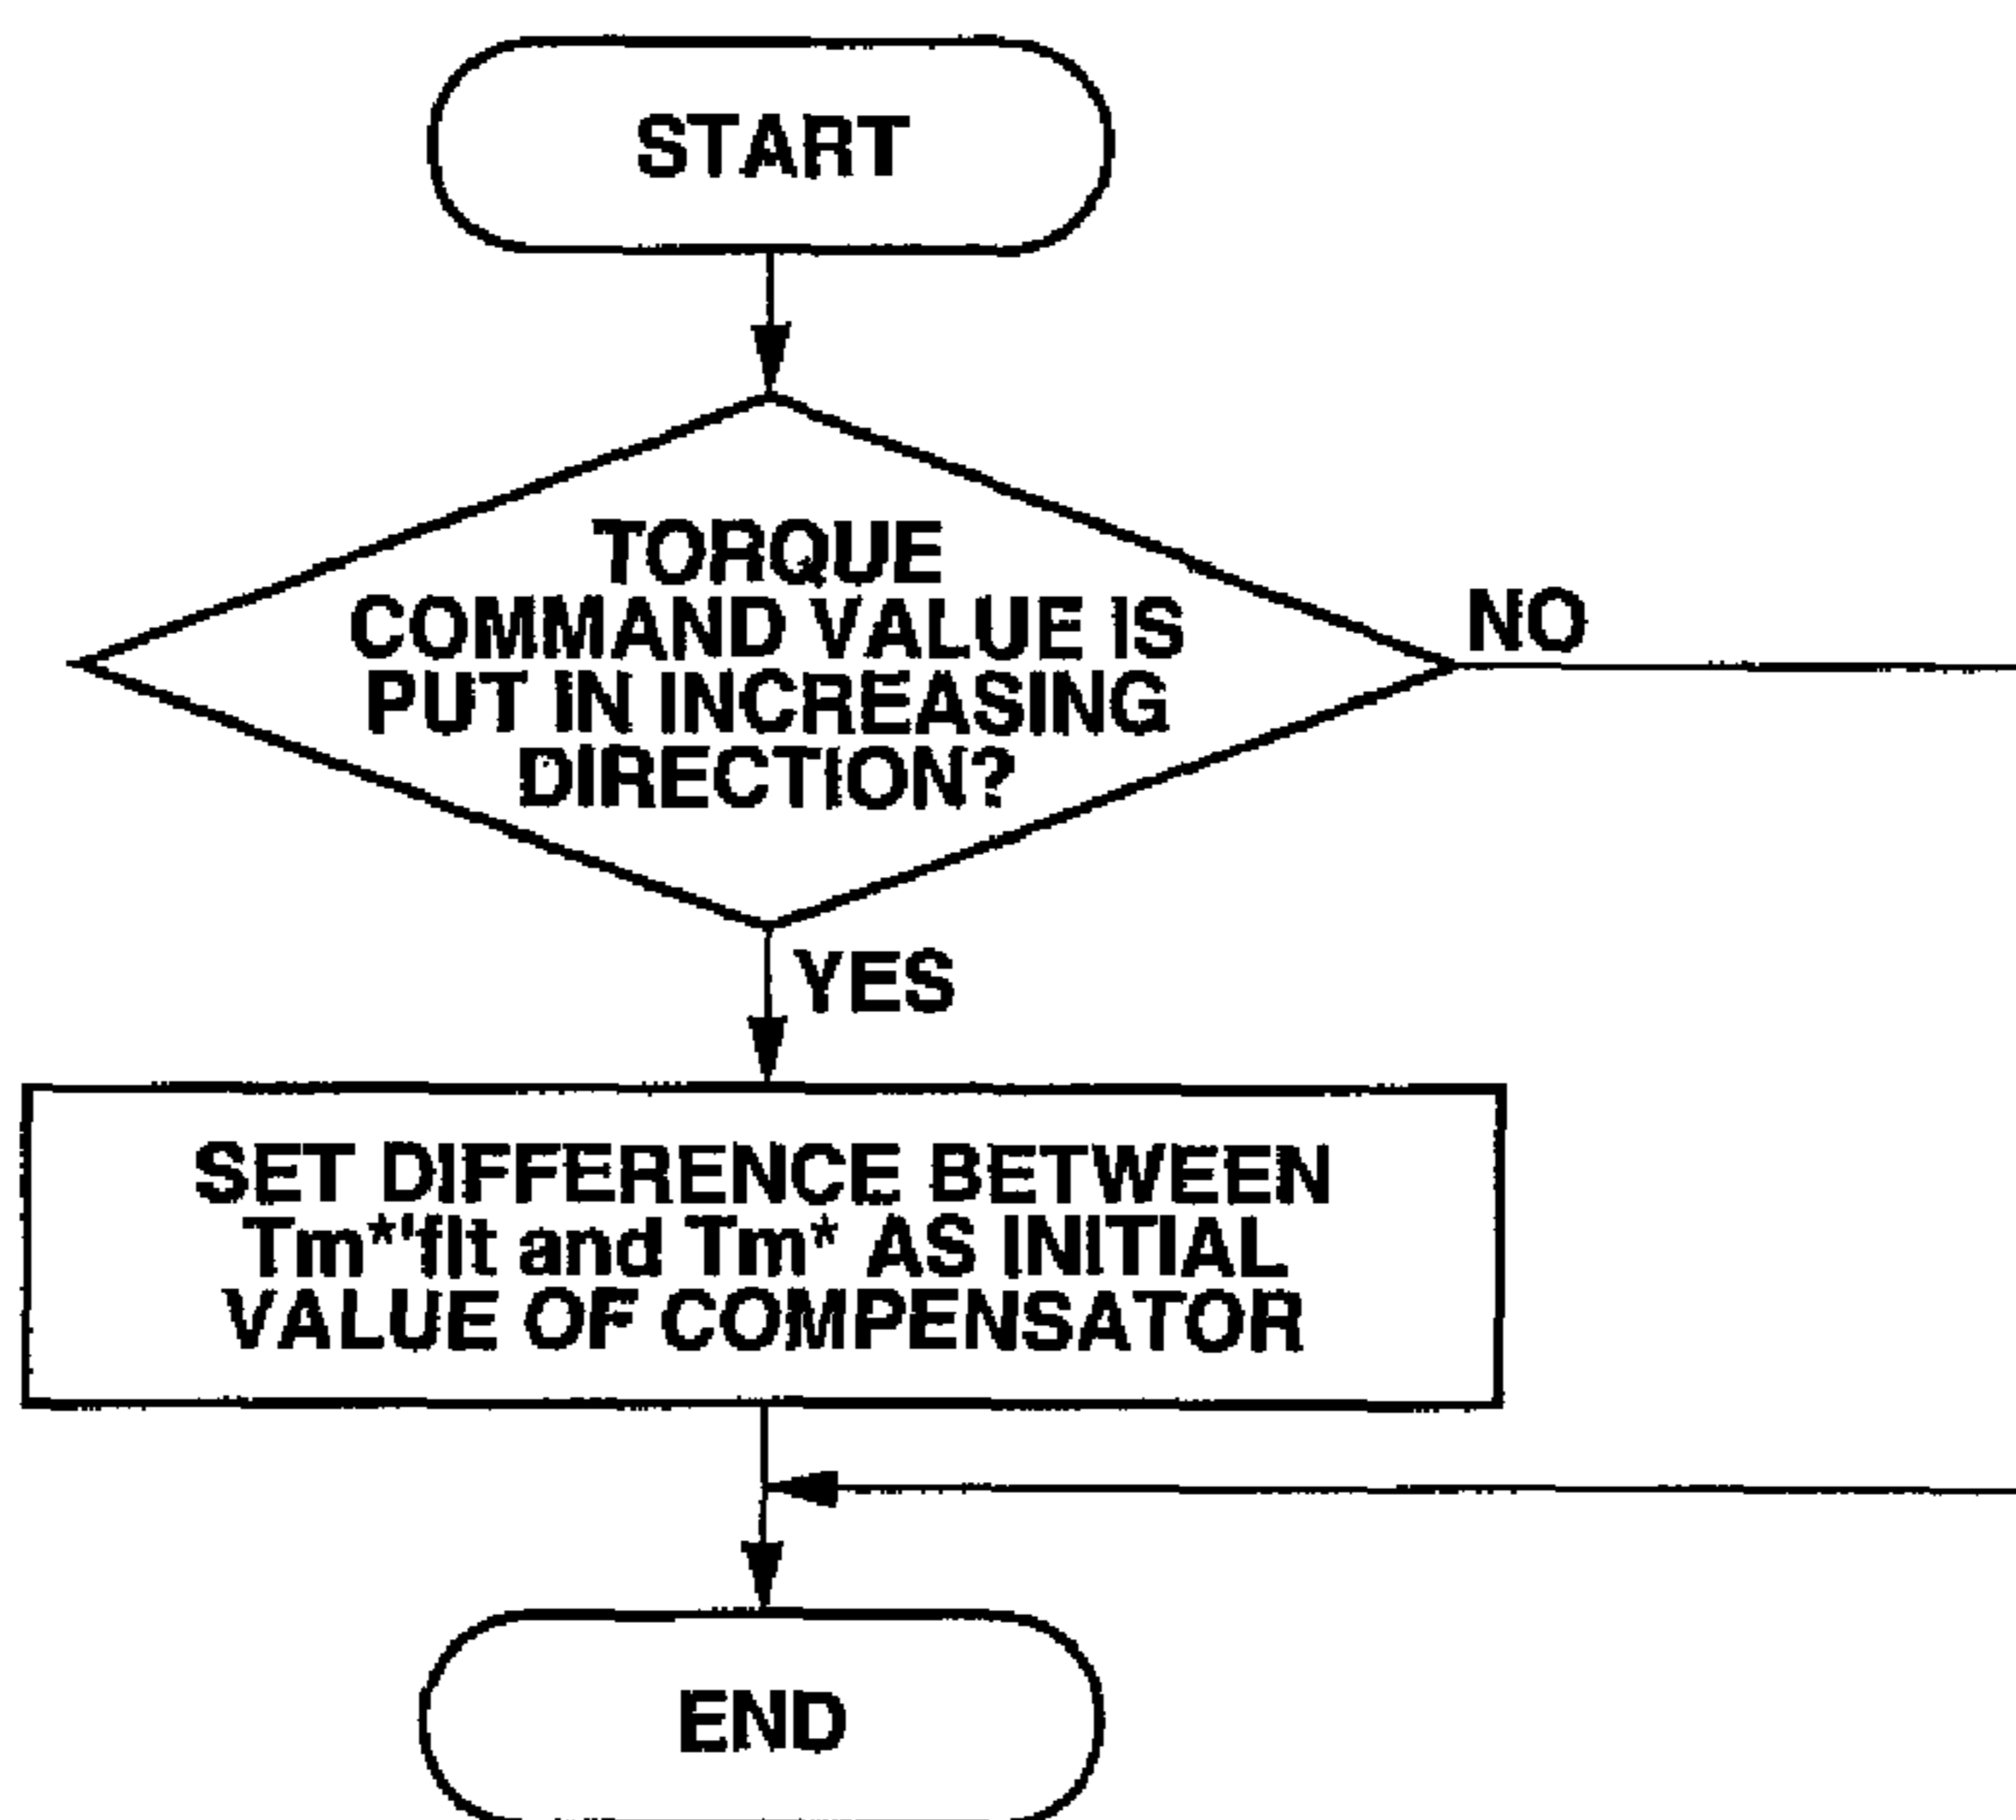 START
TORQUE
COMMAND VALUE IS
PUT IN INCREASING
DIRECTION?
NO
YES
SET DIFFERENCE BETWEEN
Tm*'flt and Tm* AS INITIAL
VALUE OF COMPENSATOR
END